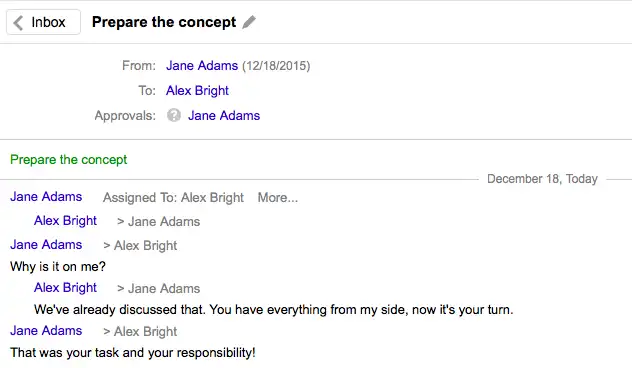 Inbox Prepare the concept
From: Jane Adams (12/18/2015)
To: Alex Bright
Approvals: ? Jane Adams
Prepare the concept
December 18, Today
Jane Adams Assigned To: Alex Bright More...
Alex Bright > Jane Adams
Jane Adams > Alex Bright
Why is it on me?
Alex Bright > Jane Adams
We've already discussed that. You have everything from my side, now it's your turn.
Jane Adams > Alex Bright
That was your task and your responsibility!